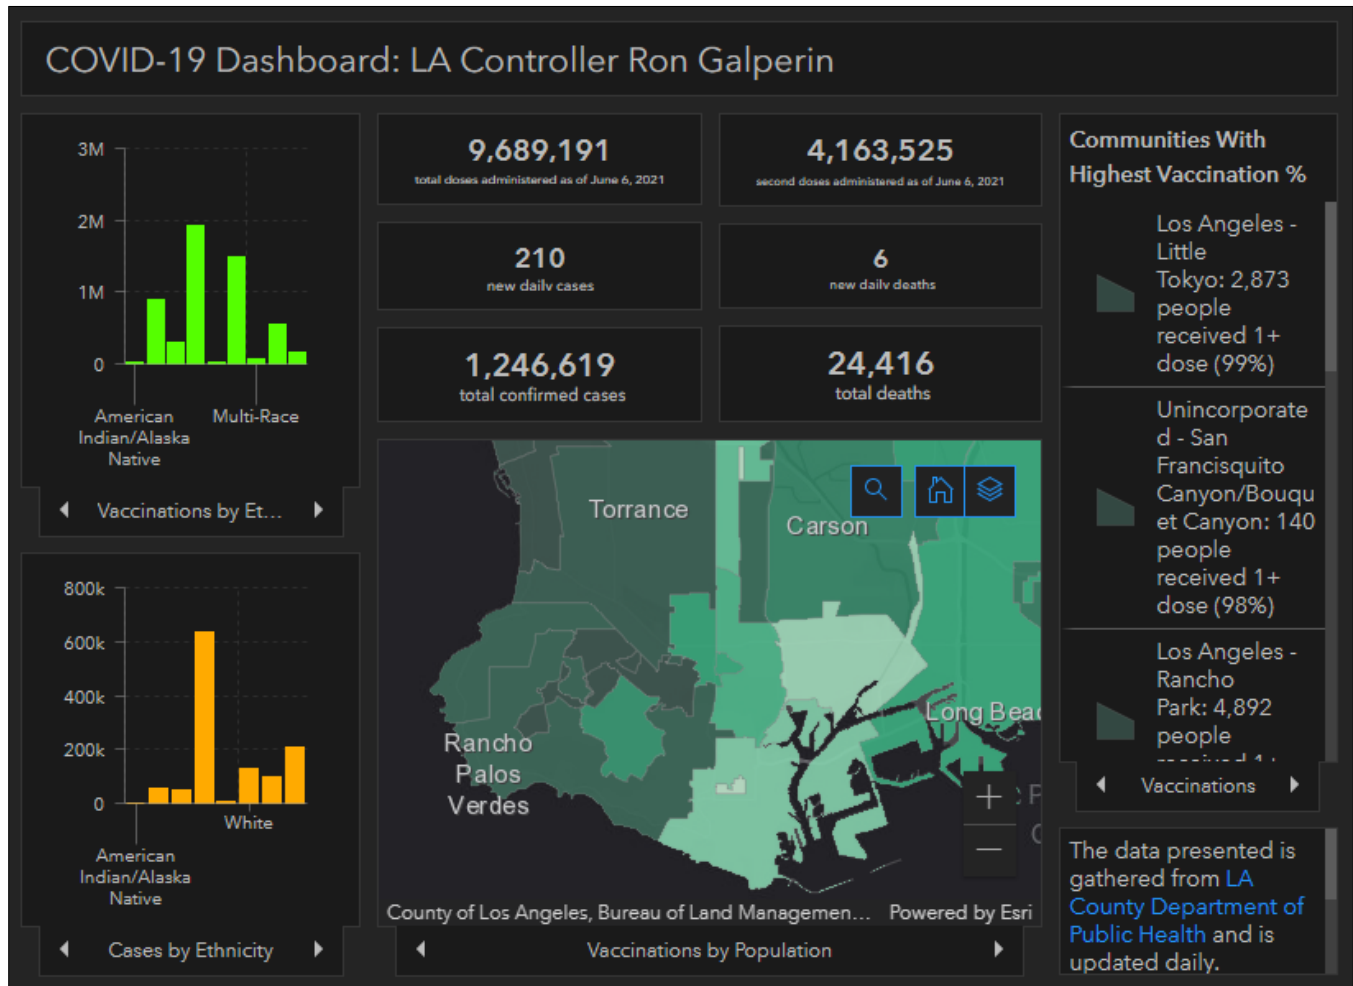 COVID-19 Dashboard: LA Controller Ron Galperin
3M
2M
1M
0
American
Indian/Alaska
Native
Multi-Race
Vaccinations by Et...
800k
600k
400k
200k
0
American
Indian/Alaska
Native
White
Cases by Ethnicity
9,689,191
total doses administered as of June 6, 2021
4,163,525
second doses administered as of June 6, 2021
210
new daily cases
6
new daily deaths
1,246,619
total confirmed cases
24,416
total deaths
Torrance
Carson
Long Beac
Rancho
Palos
Verdes
County of Los Angeles, Bureau of Land Managemen...
Powered by Esri
Vaccinations by Population
Communities With
Highest Vaccination %
Los Angeles -
Little
Tokyo: 2,873
people
received 1+
dose (99%)
Unincorporate
d - San
Francisquito
Canyon/Bouqu
et Canyon: 140
people
received 1+
dose (98%)
Los Angeles -
Rancho
Park: 4,892
people
received 1+
Vaccinations
The data presented is
gathered from LA
County Department of
Public Health and is
updated daily.